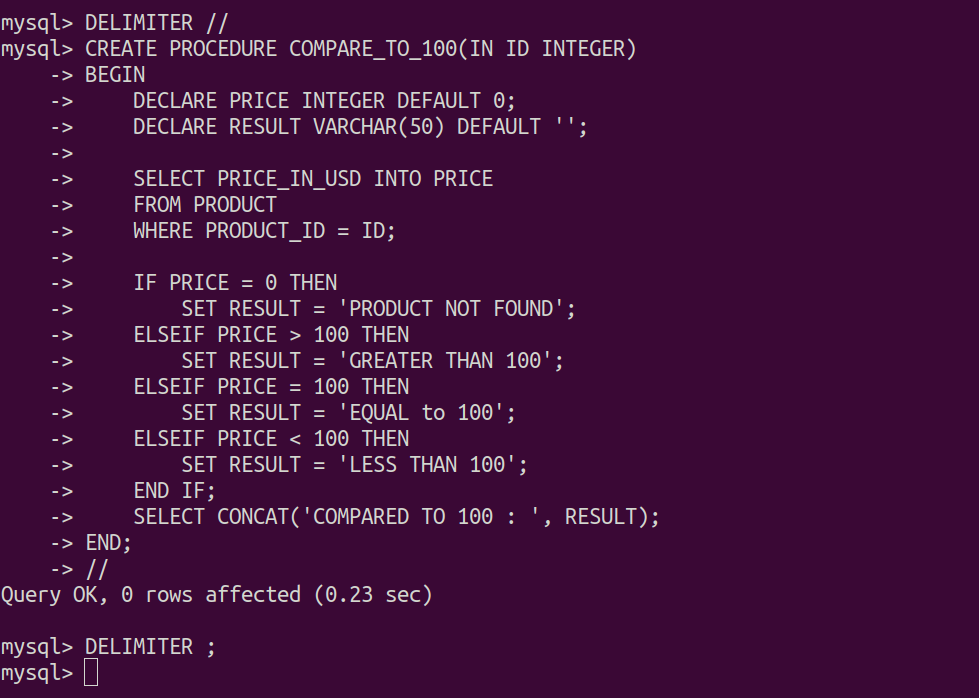 mysql> DELIMITER //
mysql> CREATE PROCEDURE COMPARE_TO_100(IN ID INTEGER)
    -> BEGIN
    ->     DECLARE PRICE INTEGER DEFAULT 0;
    ->     DECLARE RESULT VARCHAR(50) DEFAULT '';
    ->
    ->     SELECT PRICE_IN_USD INTO PRICE
    ->     FROM PRODUCT
    ->     WHERE PRODUCT_ID = ID;
    ->
    ->     IF PRICE = 0 THEN
    ->         SET RESULT = 'PRODUCT NOT FOUND';
    ->     ELSEIF PRICE > 100 THEN
    ->         SET RESULT = 'GREATER THAN 100';
    ->     ELSEIF PRICE = 100 THEN
    ->         SET RESULT = 'EQUAL to 100';
    ->     ELSEIF PRICE < 100 THEN
    ->         SET RESULT = 'LESS THAN 100';
    ->     END IF;
    ->     SELECT CONCAT('COMPARED TO 100 : ', RESULT);
    -> END;
    -> //
Query OK, 0 rows affected (0.23 sec)

mysql> DELIMITER ;
mysql>